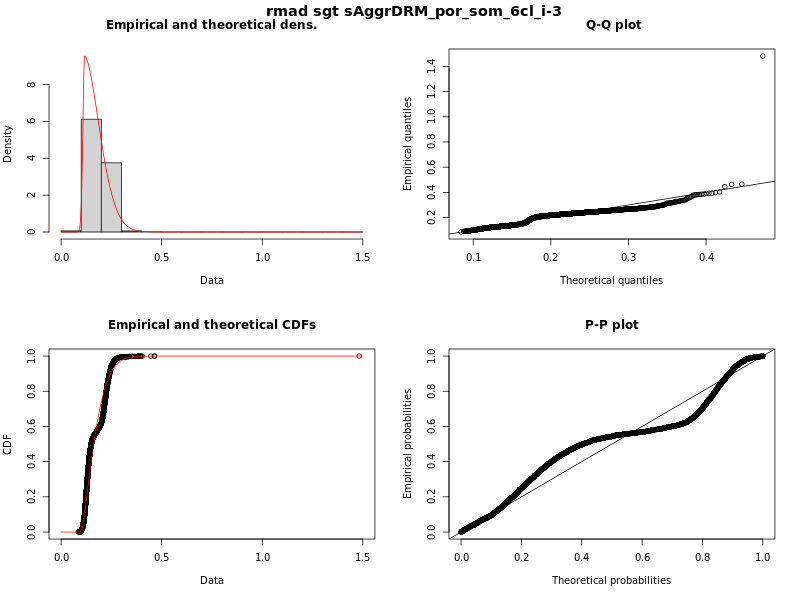 rmad sgt sAggrDRM_por_som_6cl_i-3
Empirical and theoretical dens.
Density
0 2 4 6 8
0.0 0.5 1.0 1.5
Data
Q-Q plot
Empirical quantiles
0.2 0.4 0.6 0.8 1.0 1.2 1.4
0.1 0.2 0.3 0.4
Theoretical quantiles
Empirical and theoretical CDFs
CDF
0.0 0.2 0.4 0.6 0.8 1.0
0.0 0.5 1.0 1.5
Data
P-P plot
Empirical probabilities
0.0 0.2 0.4 0.6 0.8 1.0
0.0 0.2 0.4 0.6 0.8 1.0
Theoretical probabilities